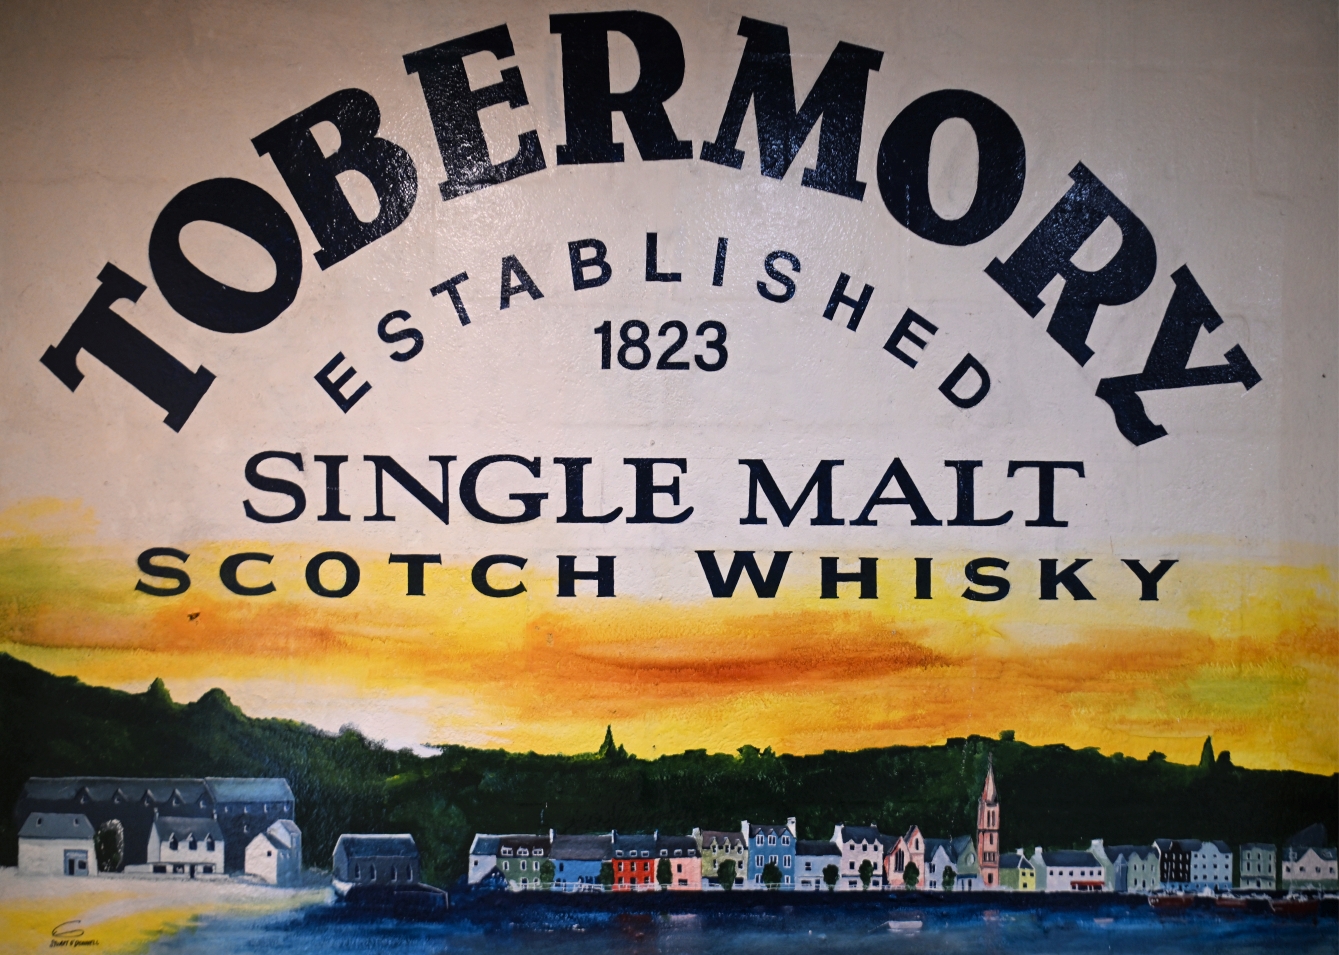 TOBERMORY
ESTABLISHED
1823
SINGLE MALT
SCOTCH WHISKY